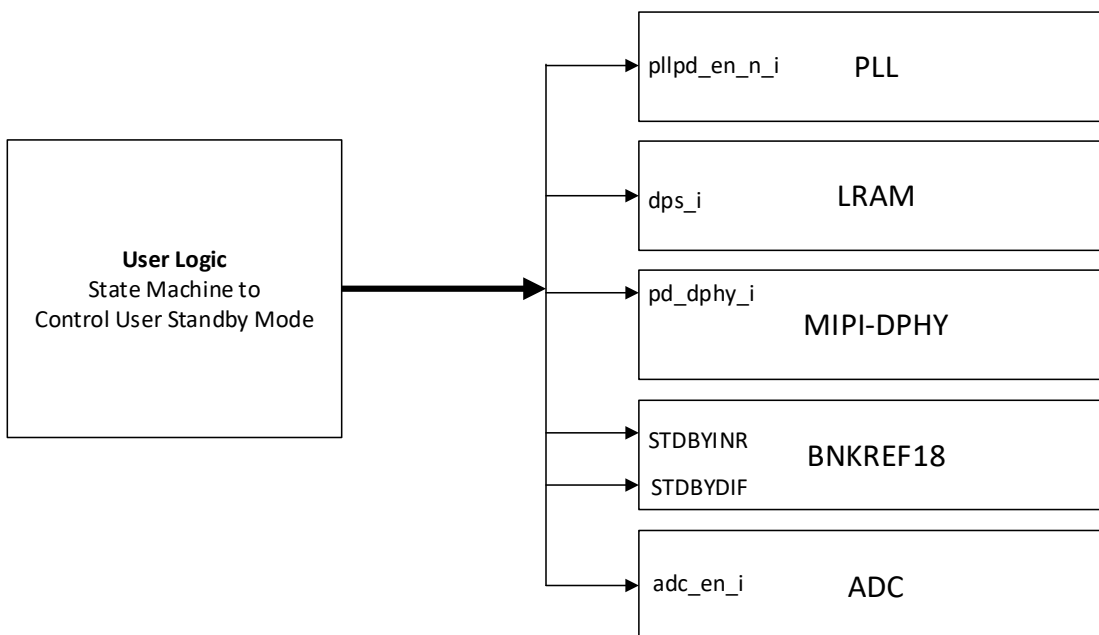 User Logic
State Machine to
Control User Standby Mode
pllpd_en_n_i PLL
dps_i LRAM
pd_dphy_i
MIPI-DPHY
STDBYINR
BNKREF18
STDBYDIF
adc_en_i ADC